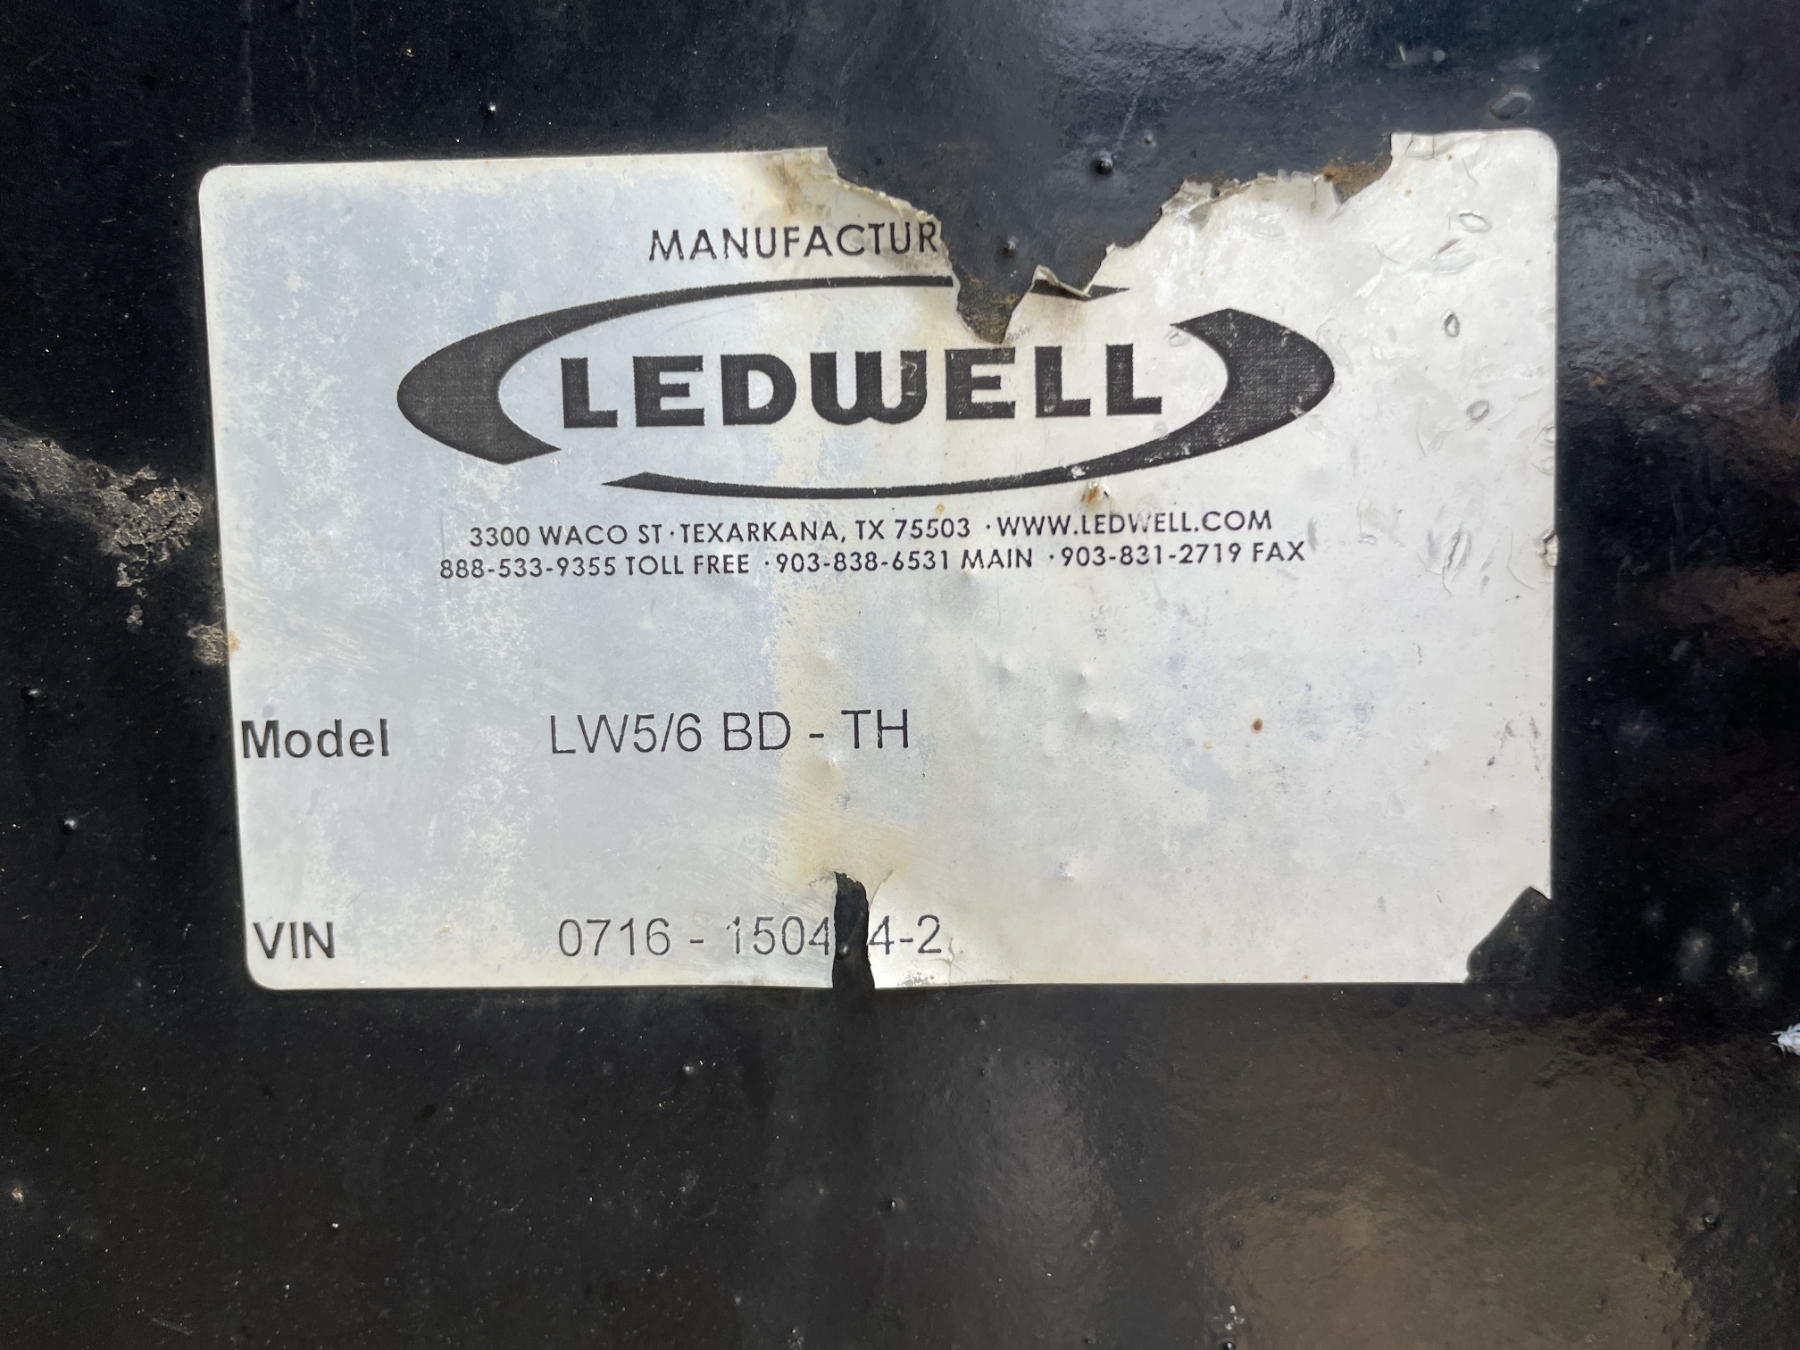 MANUFACTUR
LEDWELL
3300 WACO ST · TEXARKANA, TX 75503 · WWW.LEDWELL.COM
888-533-9355 TOLL FREE · 903-838-6531 MAIN · 903-831-2719 FAX
Model LW5/6 BD - TH
VIN 0716 - 1504 4-2